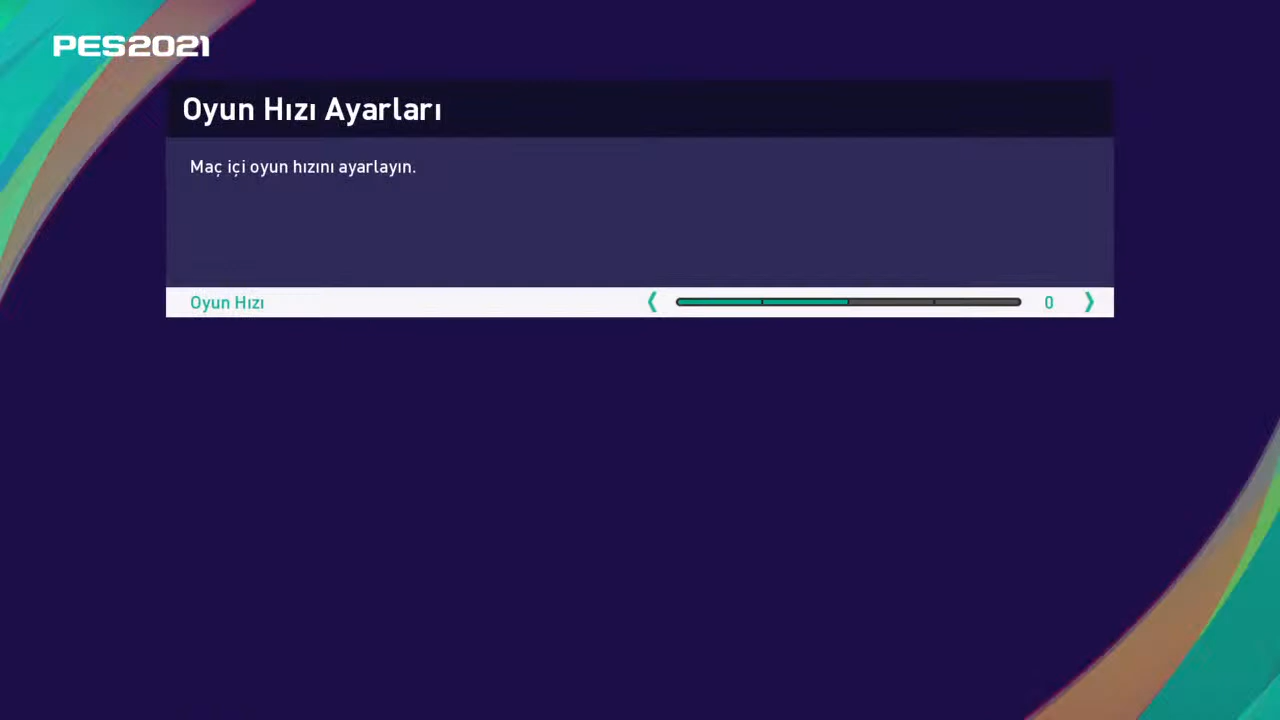 PES2021
Oyun Hızı Ayarları
Maç içi oyun hızını ayarlayın.
Oyun Hızı 0